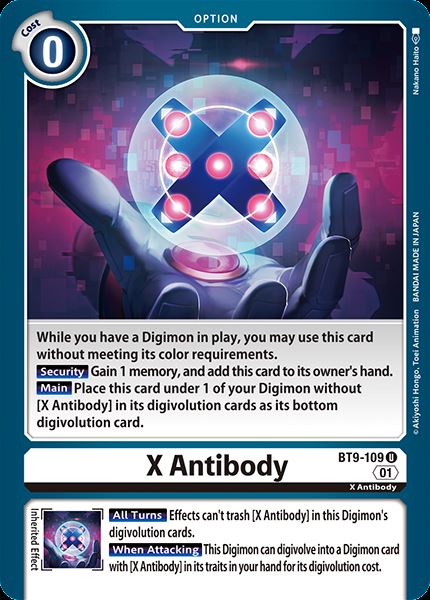 OPTION
Cost
0
Nakano Haito
While you have a Digimon in play, you may use this card
without meeting its color requirements.
Security Gain 1 memory, and add this card to its owner's hand.
Main Place this card under 1 of your Digimon without
[X Antibody] in its digivolution cards as its bottom
digivolution card.
©Akiyoshi Hongo, Toei Animation BANDAI MADE IN JAPAN
X Antibody
BT9-109 U
01
X Antibody
Inherited Effect
All Turns Effects can't trash [X Antibody] in this Digimon's
digivolution cards.
When Attacking This Digimon can digivolve into a Digimon card
with [X Antibody] in its traits in your hand for its digivolution cost.